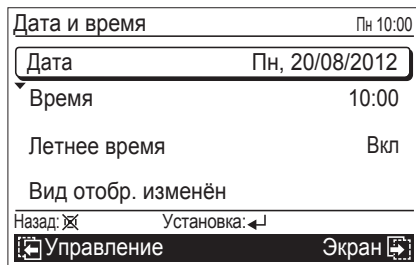 Дата и время Пн 10:00
Дата Пн, 20/08/2012
Время 10:00
Летнее время Вкл
Вид отобр. изменён
Назад: Установка:
Управление Экран